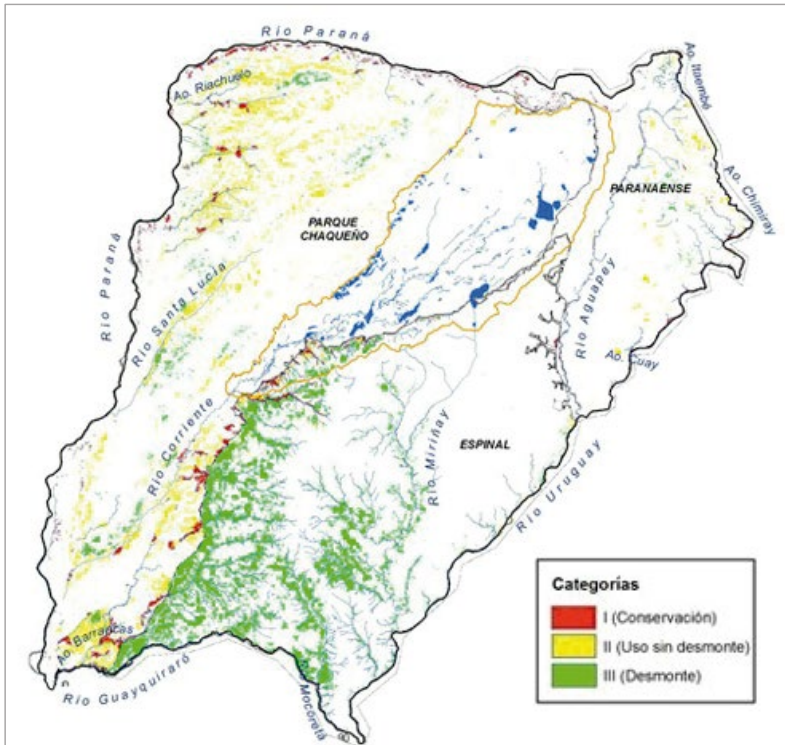 Río Paraná
Ao. Riachuelo
Ao. Itaembé
Ao. Chimiray
PARANAENSE
PARQUE
CHAQUEÑO
Río Paraná
Río Santa Lucía
Río Aguapey
Ao. Cuay
Río Corriente
Río Miriñay
ESPINAL
Río Uruguay
Ao. Barrancas
Río Guayquiraró
Mocoretá
Categorías
I (Conservación)
II (Uso sin desmonte)
III (Desmonte)